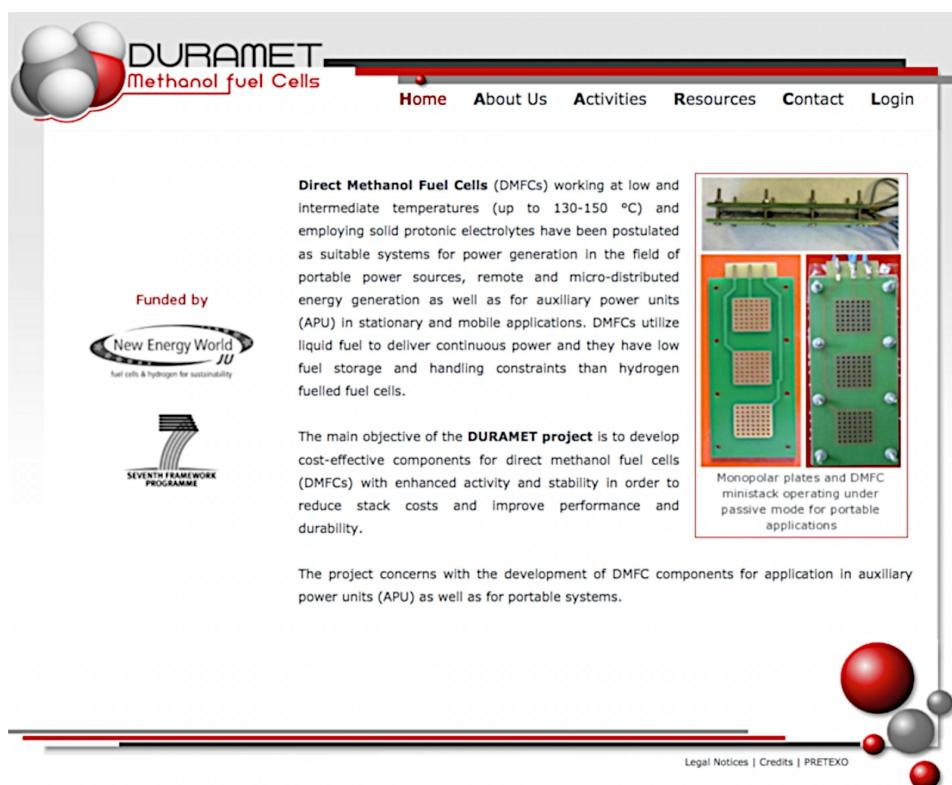 DURAMET
Methanol Fuel Cells
Home About Us Activities Resources Contact Login
Direct Methanol Fuel Cells (DMFCs) working at low and
intermediate temperatures (up to 130-150 °C) and
employing solid protonic electrolytes have been postulated
as suitable systems for power generation in the field of
portable power sources, remote and micro-distributed
energy generation as well as for auxiliary power units
(APU) in stationary and mobile applications. DMFCs utilize
liquid fuel to deliver continuous power and they have low
fuel storage and handling constraints than hydrogen
fuelled fuel cells.
The main objective of the DURAMET project is to develop
cost-effective components for direct methanol fuel cells
(DMFCs) with enhanced activity and stability in order to
reduce stack costs and improve performance and
durability.
The project concerns with the development of DMFC components for application in auxiliary
power units (APU) as well as for portable systems.
Monopolar plates and DMFC
ministack operating under
passive mode for portable
applications
Funded by
New Energy World
JU
fuel cells & hydrogen for sustainability
SEVENTH FRAMEWORK
PROGRAMME
Legal Notices | Credits | PRETEXO